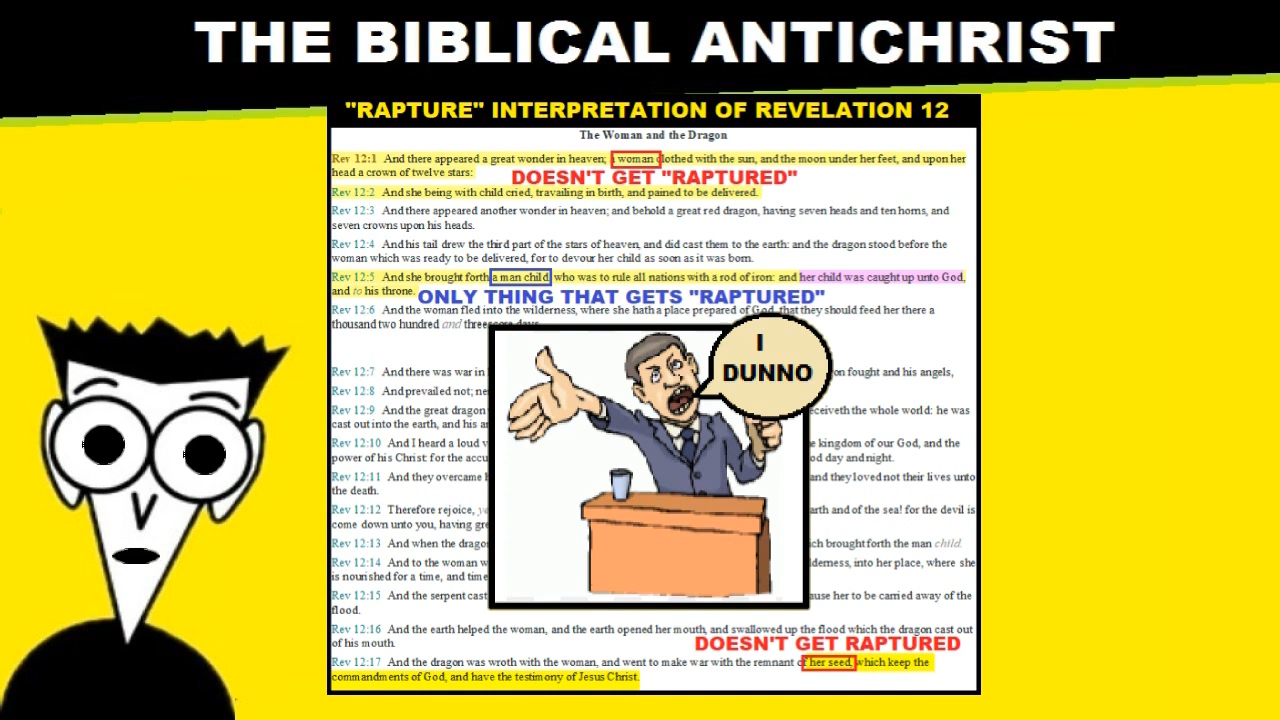 THE BIBLICAL ANTICHRIST
"RAPTURE" INTERPRETATION OF REVELATION 12
The Woman and the Dragon
Rev 12:1 And there appeared a great wonder in heaven; a woman clothed with the sun, and the moon under her feet, and upon her
head a crown of twelve stars:
DOESN'T GET "RAPTURED"
Rev 12:2 And she being with child cried, travailing in birth, and pained to be delivered.
Rev 12:3 And there appeared another wonder in heaven; and behold a great red dragon, having seven heads and ten horns, and
seven crowns upon his heads.
Rev 12:4 And his tail drew the third part of the stars of heaven, and did cast them to the earth: and the dragon stood before the
woman which was ready to be delivered, for to devour her child as soon as it was born.
Rev 12:5 And she brought forth a man child, who was to rule all nations with a rod of iron: and her child was caught up unto God,
and to his throne.
ONLY THING THAT GETS "RAPTURED"
Rev 12:6 And the woman fled into the wilderness, where she hath a place prepared of God, that they should feed her there a
thousand two hundred and threescore days.
I
DUNNO
Rev 12:7 And there was war in on fought and his angels,
Rev 12:8 And prevailed not;
Rev 12:9 And the great dragon eceiveth the whole world: he was
cast out into the earth, and his
Rev 12:10 And I heard a loud kingdom of our God, and the
power of his Christ: for the day and night.
Rev 12:11 And they overcame and they loved not their lives unto
the death.
Rev 12:12 Therefore rejoice, arth and of the sea! for the devil is
come down unto you, having
Rev 12:13 And when the ch brought forth the man child.
Rev 12:14 And to the woman into her place, where she
is nourished for a time, and
Rev 12:15 And the serpent cast her to be carried away of the
flood.
Rev 12:16 And the earth helped the woman, and the earth opened her mouth, and swallowed up the flood which the dragon cast out
of his mouth.
DOESN'T GET RAPTURED
Rev 12:17 And the dragon was wroth with the woman, and went to make war with the remnant of her seed, which keep the
commandments of God, and have the testimony of Jesus Christ.